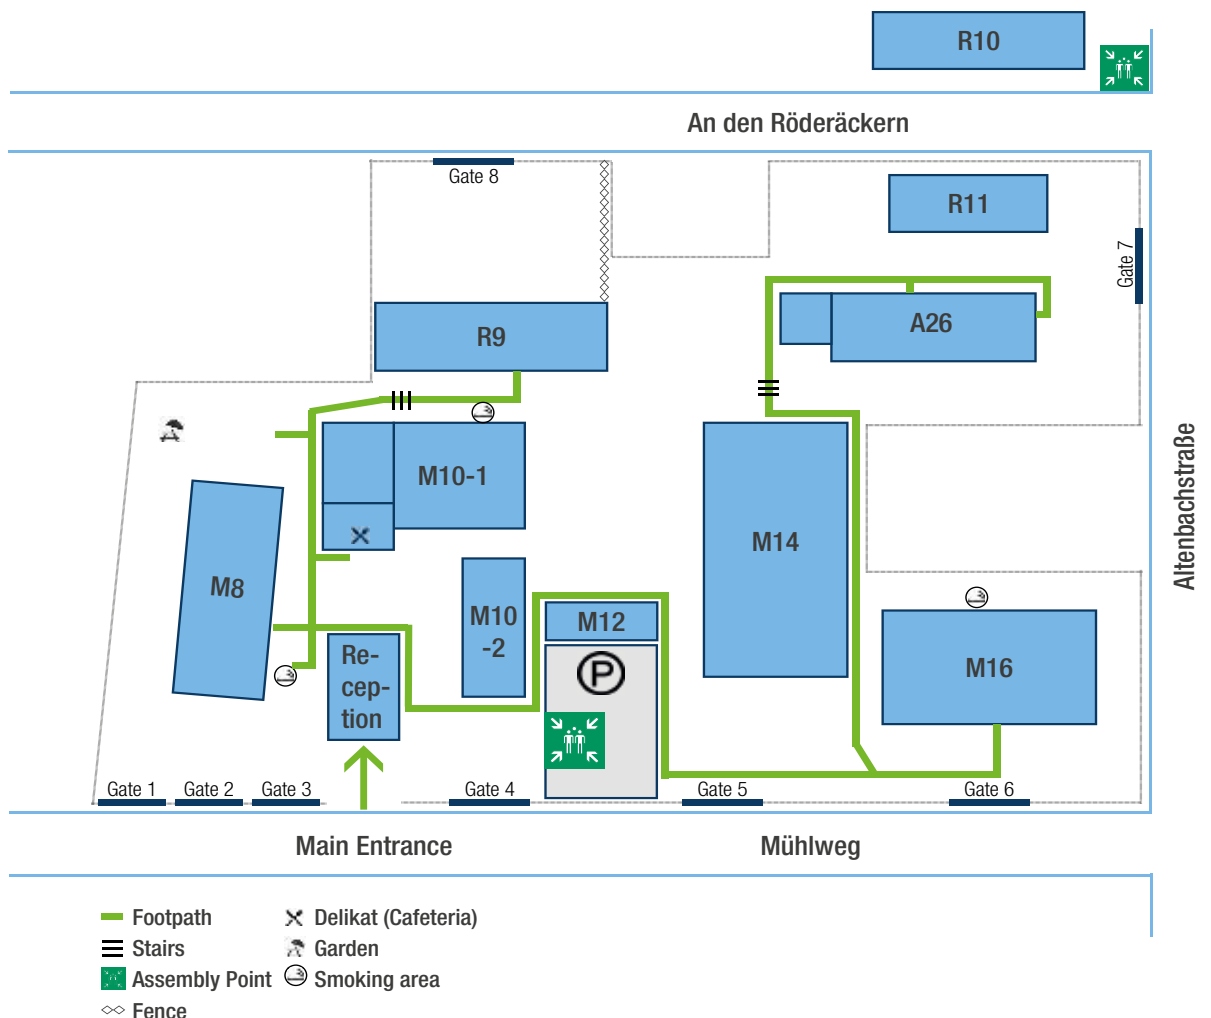 R10
An den Röderäckern
Gate 8
R11
Gate 7
R9
A26
M10-1
M14
Altenbachstraße
M8
M10
-2
M12
P
Re-
cep-
tion
M16
Gate 1
Gate 2
Gate 3
Gate 4
Gate 5
Gate 6
Main Entrance
Mühlweg
Footpath
Delikat (Cafeteria)
Stairs
Garden
Assembly Point
Smoking area
Fence